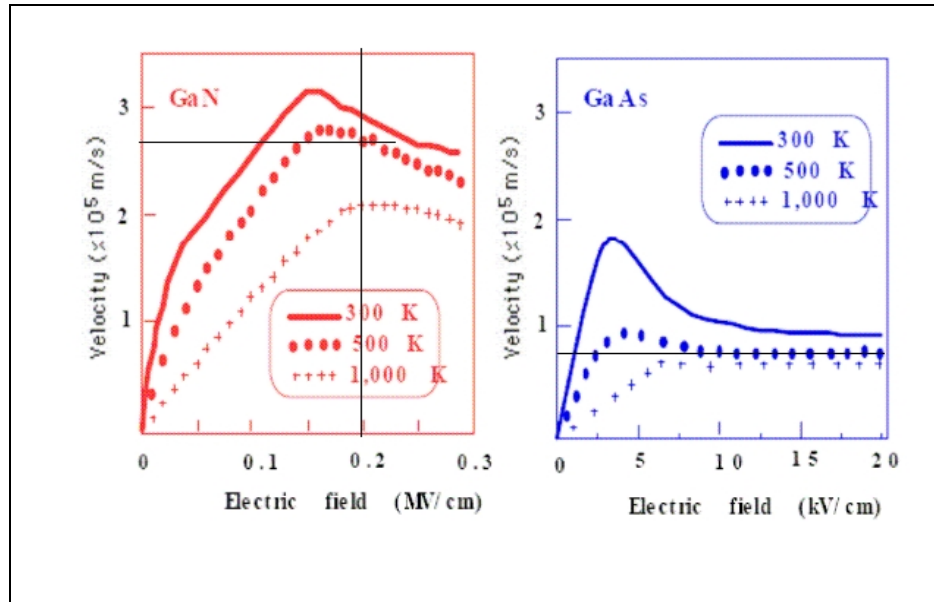 GaN
3
2
1
Velocity (×10⁵ m/s)
300 K
500 K
1,000 K
0 0.1 0.2 0.3
Electric field (MV/cm)
GaAs
3
2
1
Velocity (×10⁵ m/s)
300 K
500 K
1,000 K
0 5 10 15 20
Electric field (kV/cm)